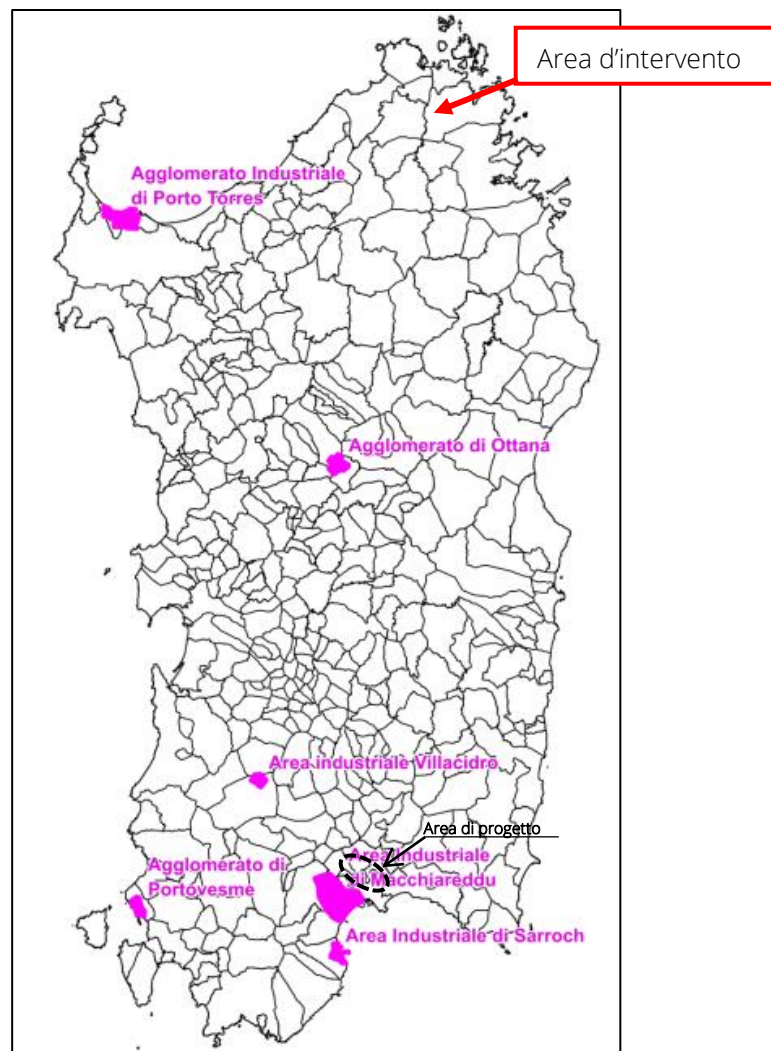 Area d'intervento
Agglomerato Industriale
di Porto Torres
Agglomerato di Ottana
Area industriale Villacidro
Area di progetto
Area Industriale
di Macchiareddu
Agglomerato di
Portovesme
Area Industriale di Sarroch